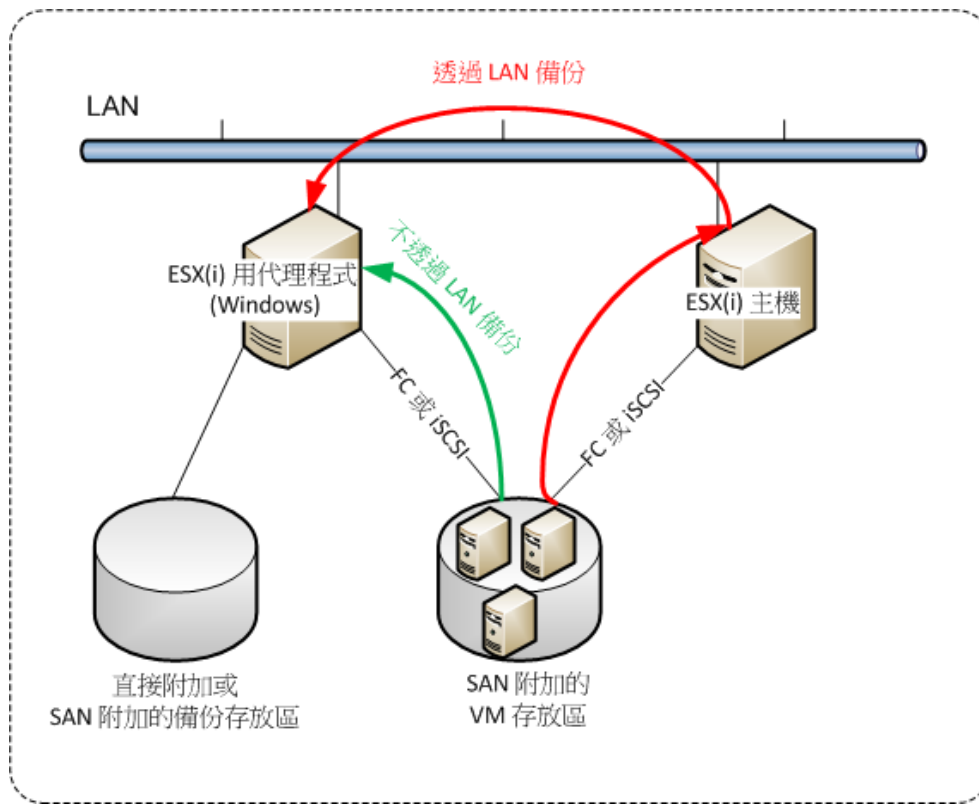 透過 LAN 備份
LAN
不透過 LAN 備份
ESX(i) 用代理程式
(Windows)
ESX(i) 主機
FC 或 iSCSI
FC 或 iSCSI
直接附加或
SAN 附加的備份存放區
SAN 附加的
VM 存放區